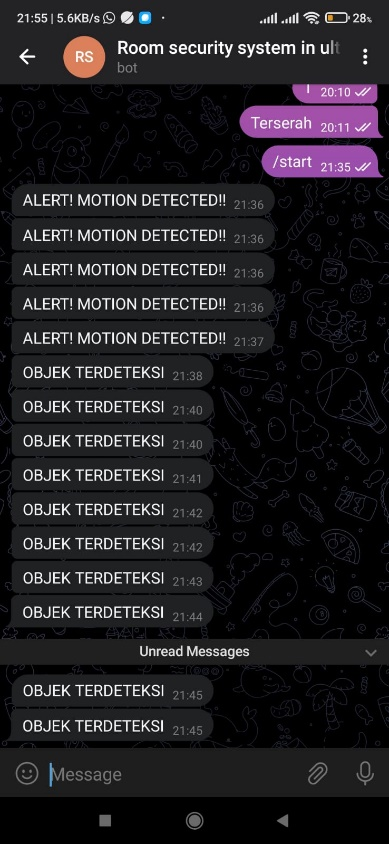 21:55 | 5.6KB/s
28%
RS
Room security system in ult
bot
20:10
Terserah 20:11
/start 21:35
ALERT! MOTION DETECTED!! 21:36
ALERT! MOTION DETECTED!! 21:36
ALERT! MOTION DETECTED!! 21:36
ALERT! MOTION DETECTED!! 21:36
ALERT! MOTION DETECTED!! 21:37
OBJEK TERDETEKSI 21:38
OBJEK TERDETEKSI 21:40
OBJEK TERDETEKSI 21:40
OBJEK TERDETEKSI 21:41
OBJEK TERDETEKSI 21:42
OBJEK TERDETEKSI 21:42
OBJEK TERDETEKSI 21:43
OBJEK TERDETEKSI 21:44
Unread Messages
OBJEK TERDETEKSI 21:45
OBJEK TERDETEKSI 21:45
Message